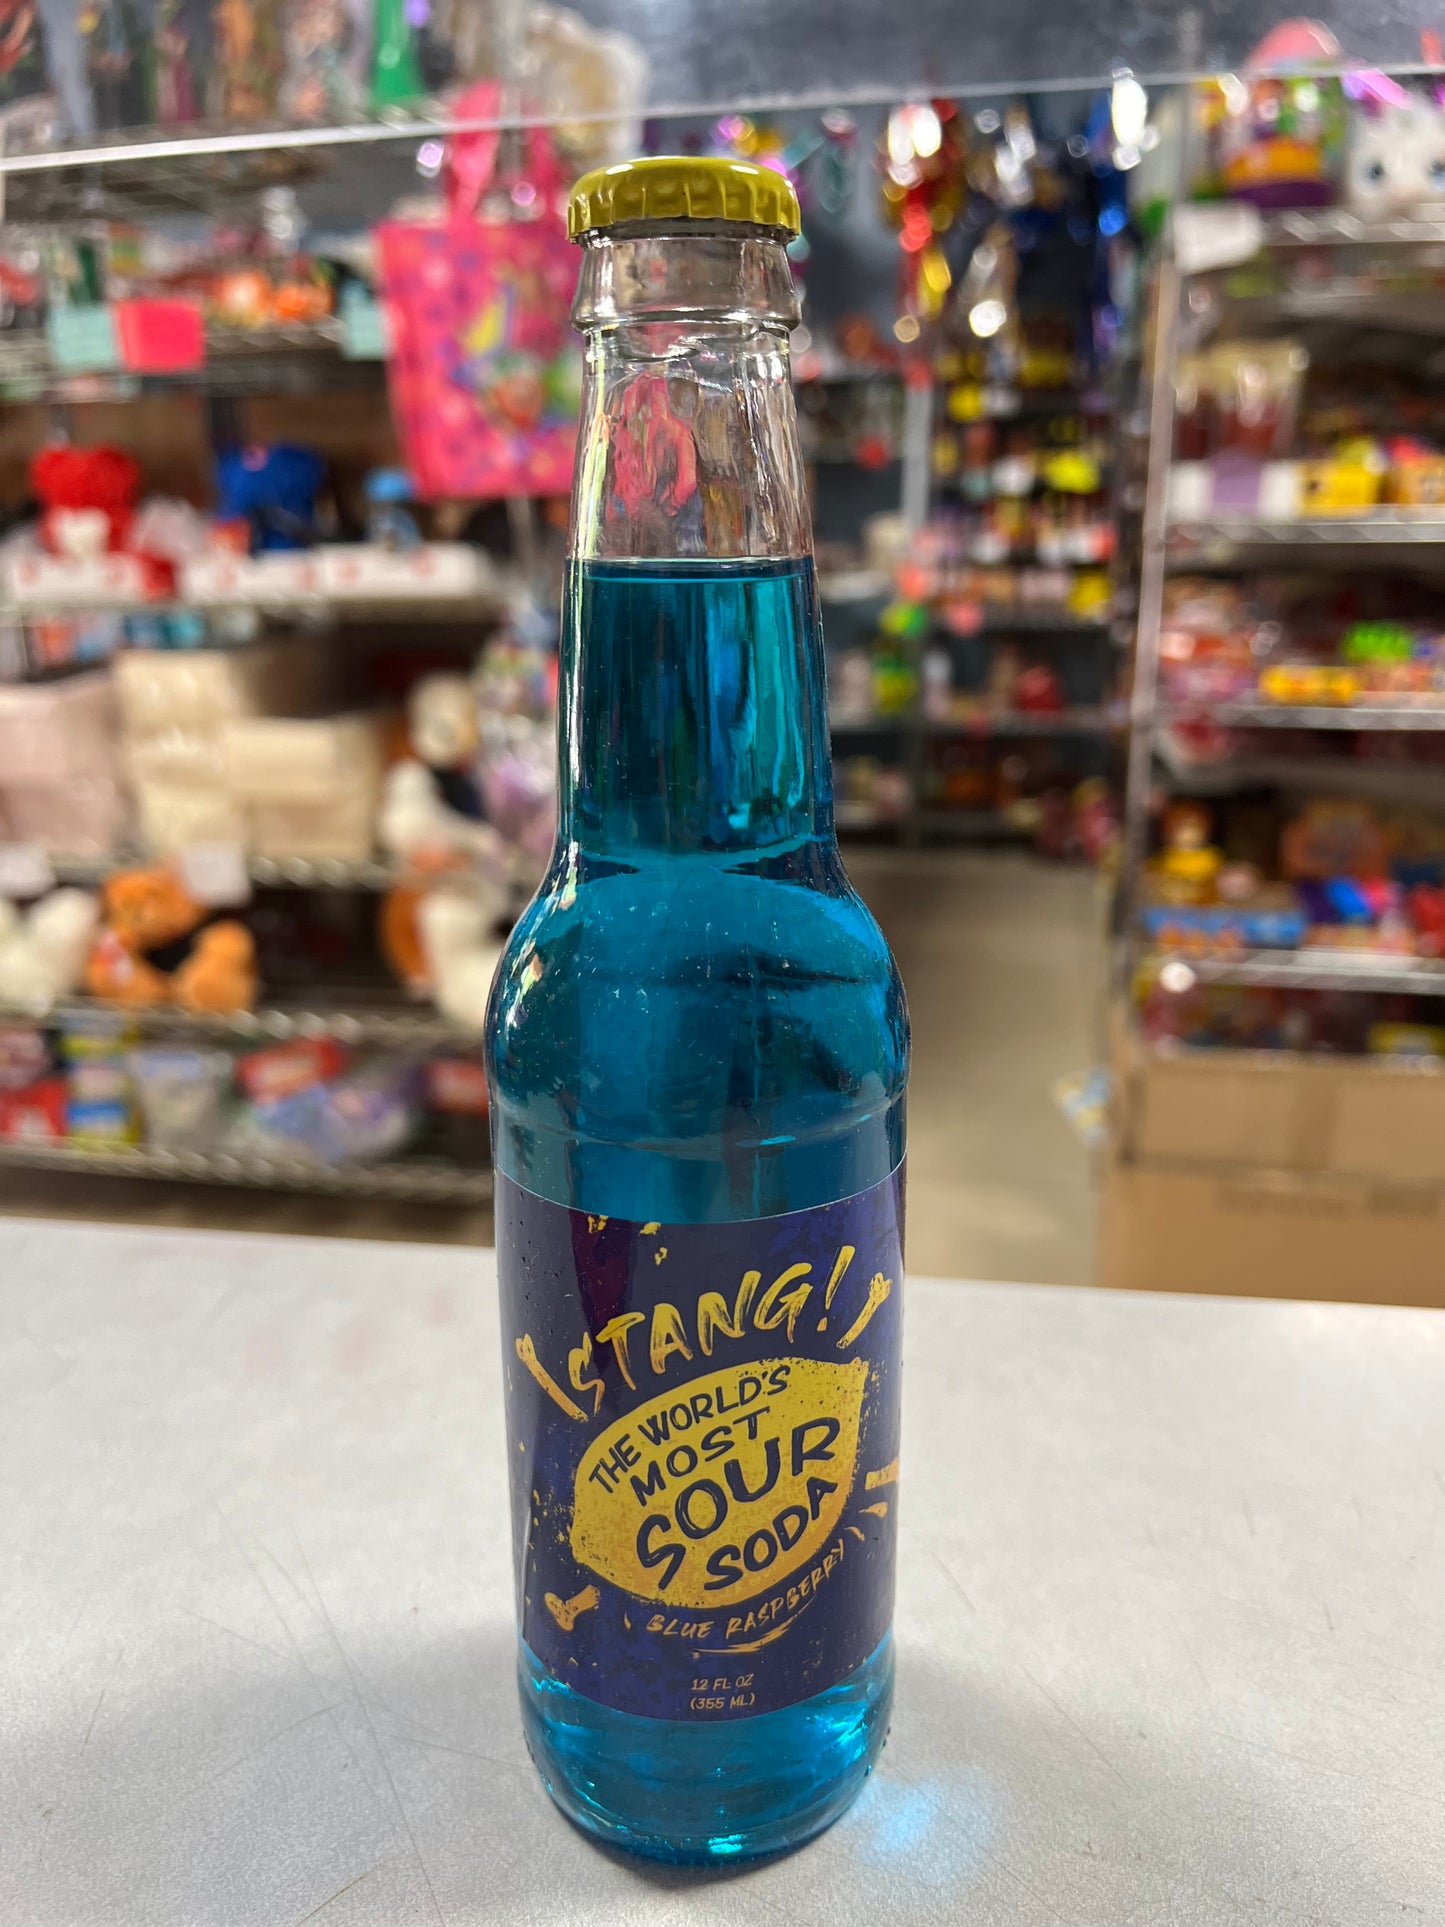 STANG!
THE WORLD'S
MOST
SOUR
SODA
BLUE RASPBERRY
12 FL OZ
(355 ML)